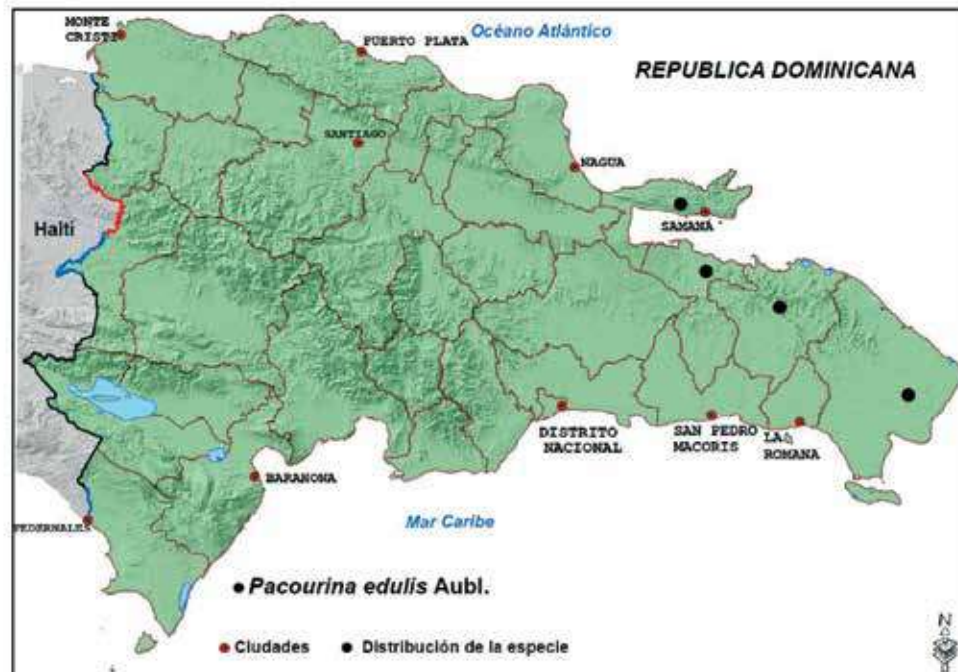 MONTE
CRISTI
PUERTO PLATA
Océano Atlántico
REPUBLICA DOMINICANA
SANTIAGO
NAGUA
SAMANÁ
Haití
DISTRITO
NACIONAL
SAN PEDRO
MACORIS
LA
ROMANA
BARAHONA
PEDERNALES
Mar Caribe
Pacourina edulis Aubl.
Ciudades
Distribución de la especie
N